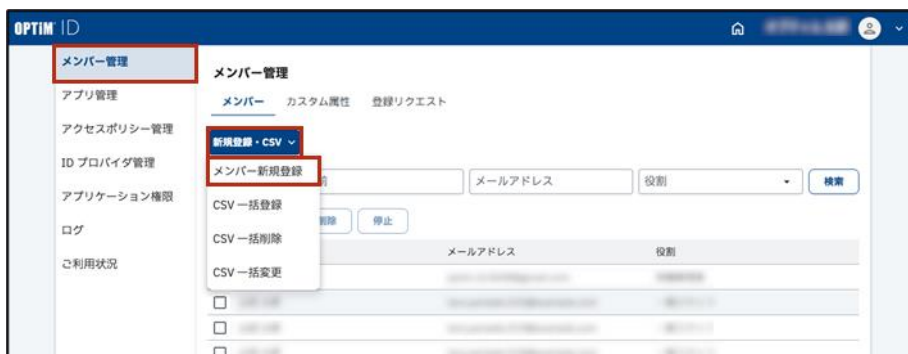 OPTiM ID
メンバー管理
アプリ管理
アクセスポリシー管理
ID プロバイダ管理
アプリケーション権限
ログ
ご利用状況
メンバー管理
メンバー カスタム属性 登録リクエスト
新規登録・CSV
メンバー新規登録
CSV 一括登録
CSV 一括削除
CSV 一括変更
前 メールアドレス 役割 検索
削除 停止
メールアドレス 役割